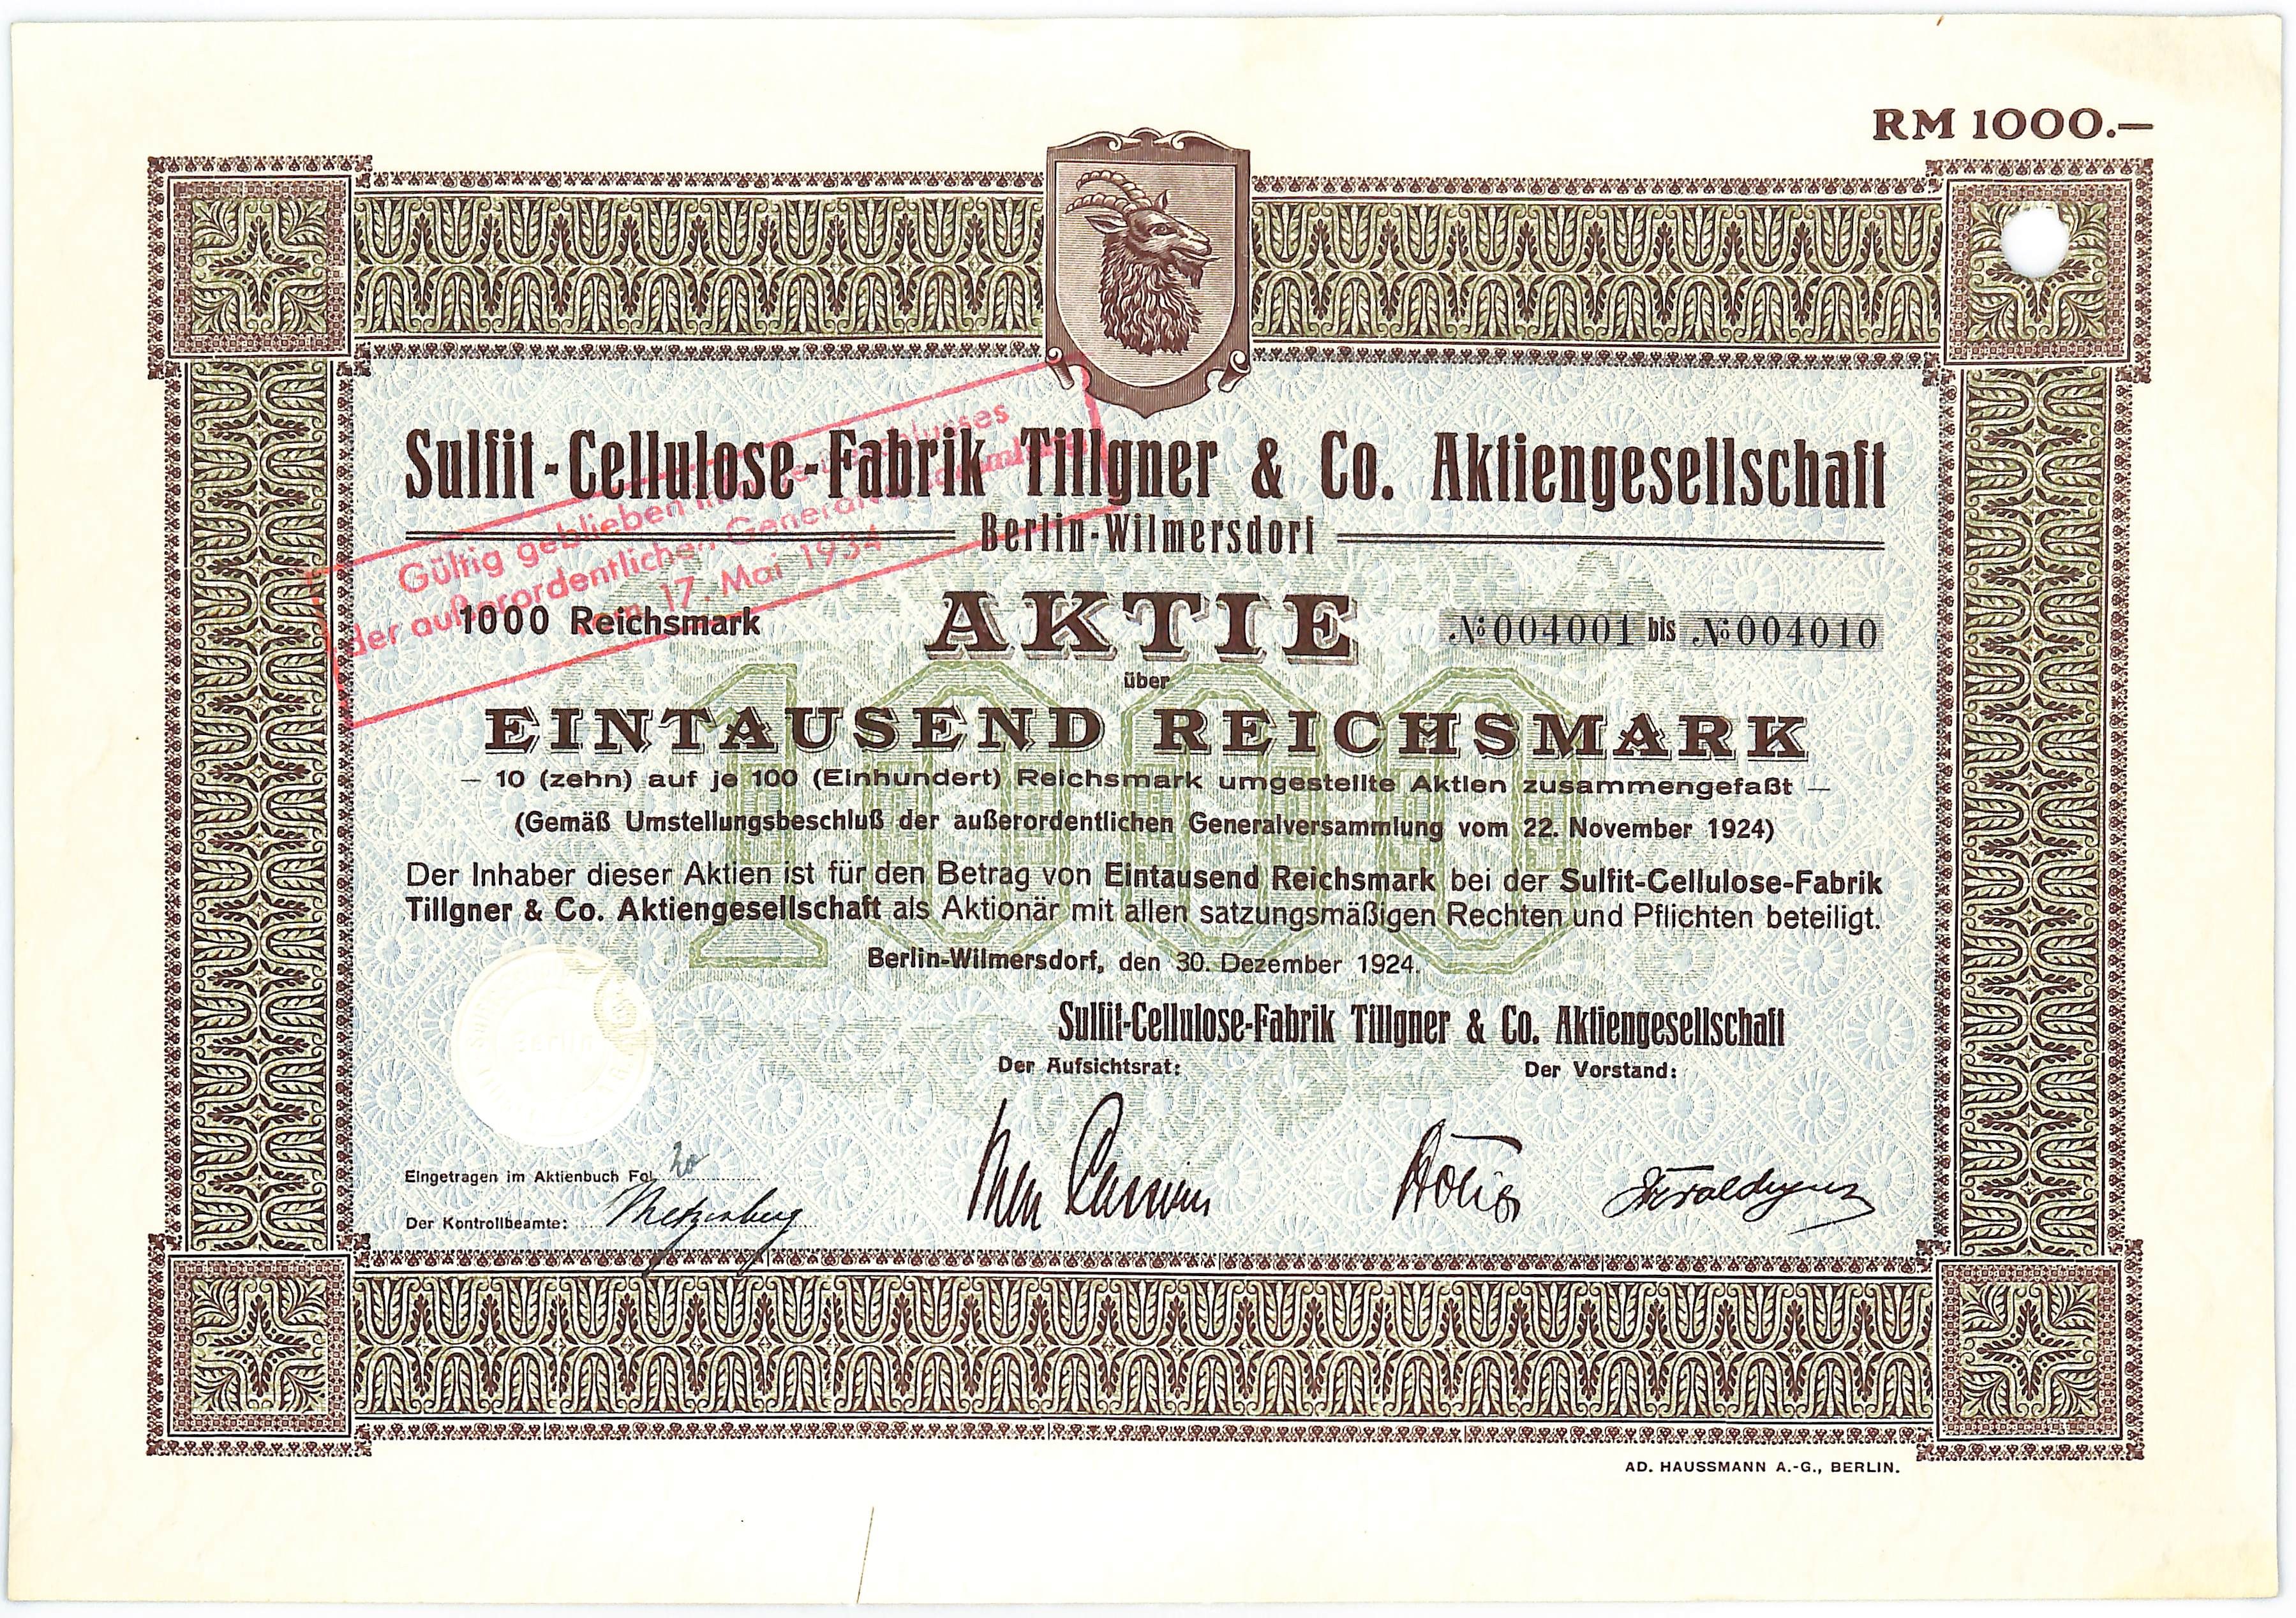 RM 1000.—
Sulfit-Cellulose-Fabrik Tillgner & Co. Aktiengesellschaft
Berlin-Wilmersdorf
Gültig geblieben
der außerordentlichen
17. Mai 1934
1000 Reichsmark
AKTIE
№ 004001 bis № 004010
über
EINTAUSEND REICHSMARK
— 10 (zehn) auf je 100 (Einhundert) Reichsmark umgestellte Aktien zusammengefaßt —
(Gemäß Umstellungsbeschluß der außerordentlichen Generalversammlung vom 22. November 1924)
Der Inhaber dieser Aktien ist für den Betrag von Eintausend Reichsmark bei der Sulfit-Cellulose-Fabrik
Tillgner & Co. Aktiengesellschaft als Aktionär mit allen satzungsmäßigen Rechten und Pflichten beteiligt.
Berlin-Wilmersdorf, den 30. Dezember 1924.
1000
Sulfit-Cellulose-Fabrik Tillgner & Co. Aktiengesellschaft
Der Aufsichtsrat: Der Vorstand:
Eingetragen im Aktienbuch Fol. 20
Der Kontrollbeamte:
AD. HAUSSMANN A.-G., BERLIN.